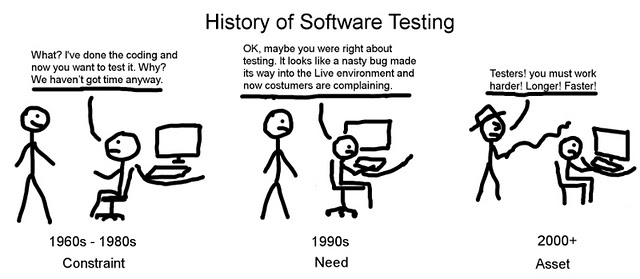 History of Software Testing
What? I've done the coding and
now you want to test it. Why?
We haven't got time anyway.
OK, maybe you were right about
testing. It looks like a nasty bug made
its way into the Live environment and
now costumers are complaining.
Testers! you must work
harder! Longer! Faster!
1960s - 1980s
Constraint
1990s
Need
2000+
Asset